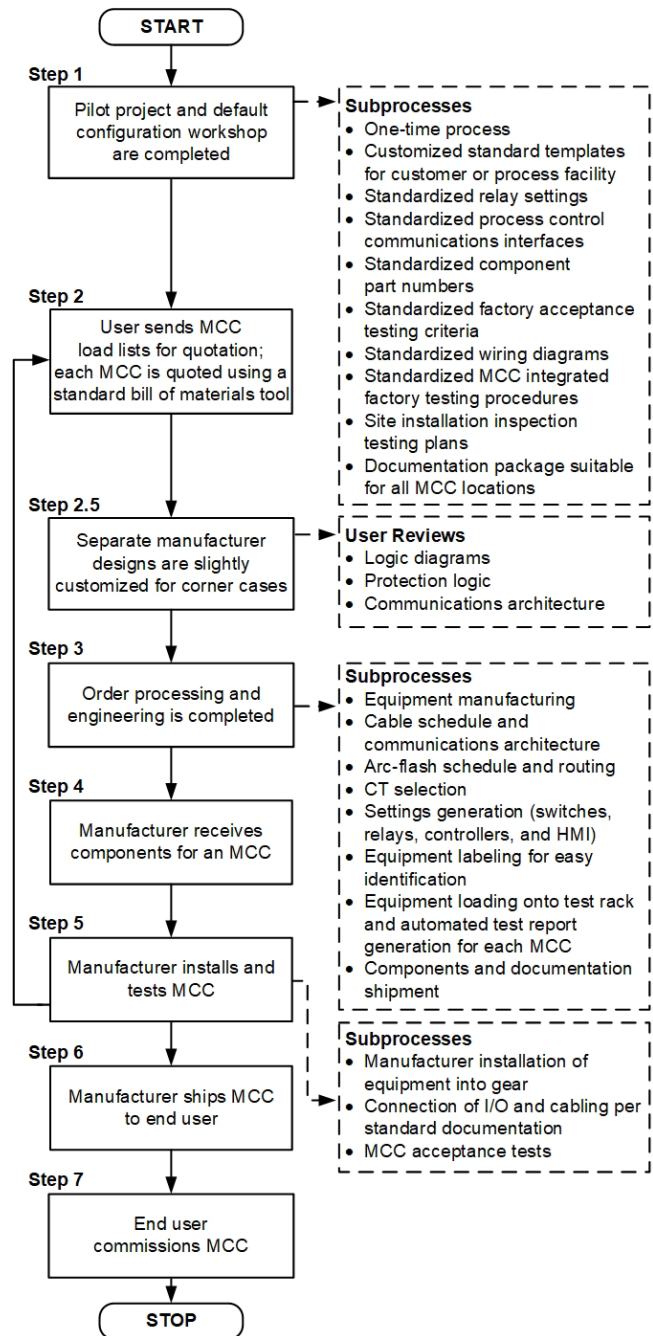 START
Step 1
Pilot project and default
configuration workshop
are completed
Subprocesses
• One-time process
• Customized standard templates
for customer or process facility
• Standardized relay settings
• Standardized process control
communications interfaces
• Standardized component
part numbers
• Standardized factory acceptance
testing criteria
• Standardized wiring diagrams
• Standardized MCC integrated
factory testing procedures
• Site installation inspection
testing plans
• Documentation package suitable
for all MCC locations
Step 2
User sends MCC
load lists for quotation;
each MCC is quoted using a
standard bill of materials tool
Step 2.5
Separate manufacturer
designs are slightly
customized for corner cases
User Reviews
• Logic diagrams
• Protection logic
• Communications architecture
Step 3
Order processing and
engineering is completed
Subprocesses
• Equipment manufacturing
• Cable schedule and
communications architecture
• Arc-flash schedule and routing
• CT selection
• Settings generation (switches,
relays, controllers, and HMI)
• Equipment labeling for easy
identification
• Equipment loading onto test rack
and automated test report
generation for each MCC
• Components and documentation
shipment
Step 4
Manufacturer receives
components for an MCC
Step 5
Manufacturer installs and
tests MCC
Subprocesses
• Manufacturer installation of
equipment into gear
• Connection of I/O and cabling per
standard documentation
• MCC acceptance tests
Step 6
Manufacturer ships MCC
to end user
Step 7
End user
commissions MCC
STOP